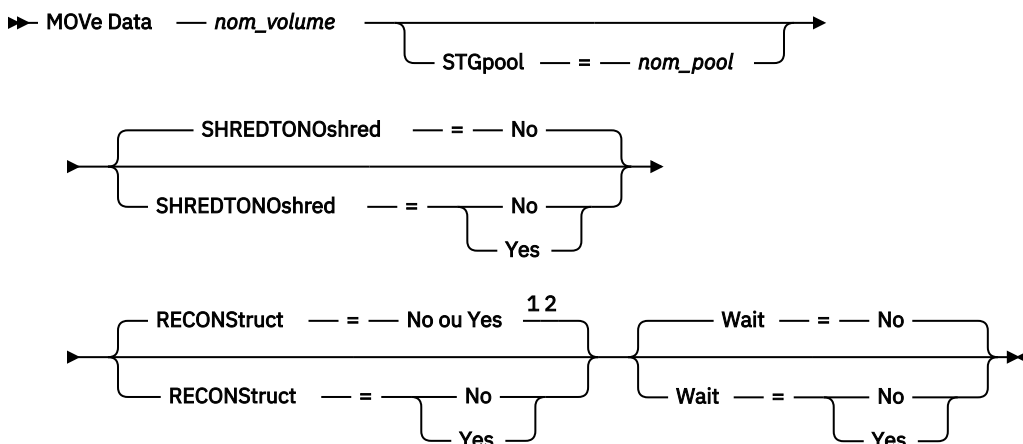 MOVe Data — nom_volume
STGpool — = — nom_pool
SHREDTONOshred — = — No
SHREDTONOshred — = — No
Yes
RECONStruct — = — No ou Yes 1 2
Wait — = — No
RECONStruct — = — No
Yes
Wait — = — No
Yes